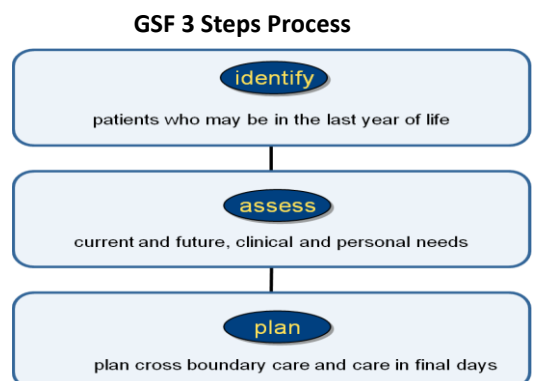 GSF 3 Steps Process
identify
patients who may be in the last year of life
assess
current and future, clinical and personal needs
plan
plan cross boundary care and care in final days